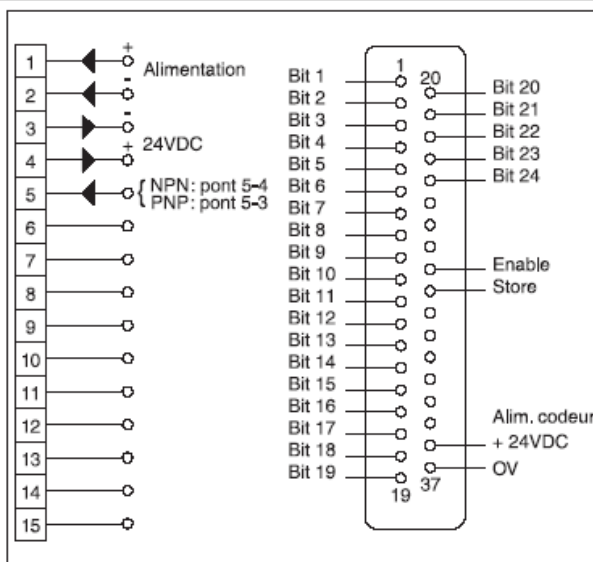 1
+
Alimentation
2
-
3
-
4
+ 24VDC
5
{ NPN: pont 5-4
{ PNP: pont 5-3
6
7
8
9
10
11
12
13
14
15
1
20
Bit 1
Bit 2
Bit 3
Bit 4
Bit 5
Bit 6
Bit 7
Bit 8
Bit 9
Bit 10
Bit 11
Bit 12
Bit 13
Bit 14
Bit 15
Bit 16
Bit 17
Bit 18
Bit 19
19
37
Bit 20
Bit 21
Bit 22
Bit 23
Bit 24
Enable
Store
Alim. codeur
+ 24VDC
OV